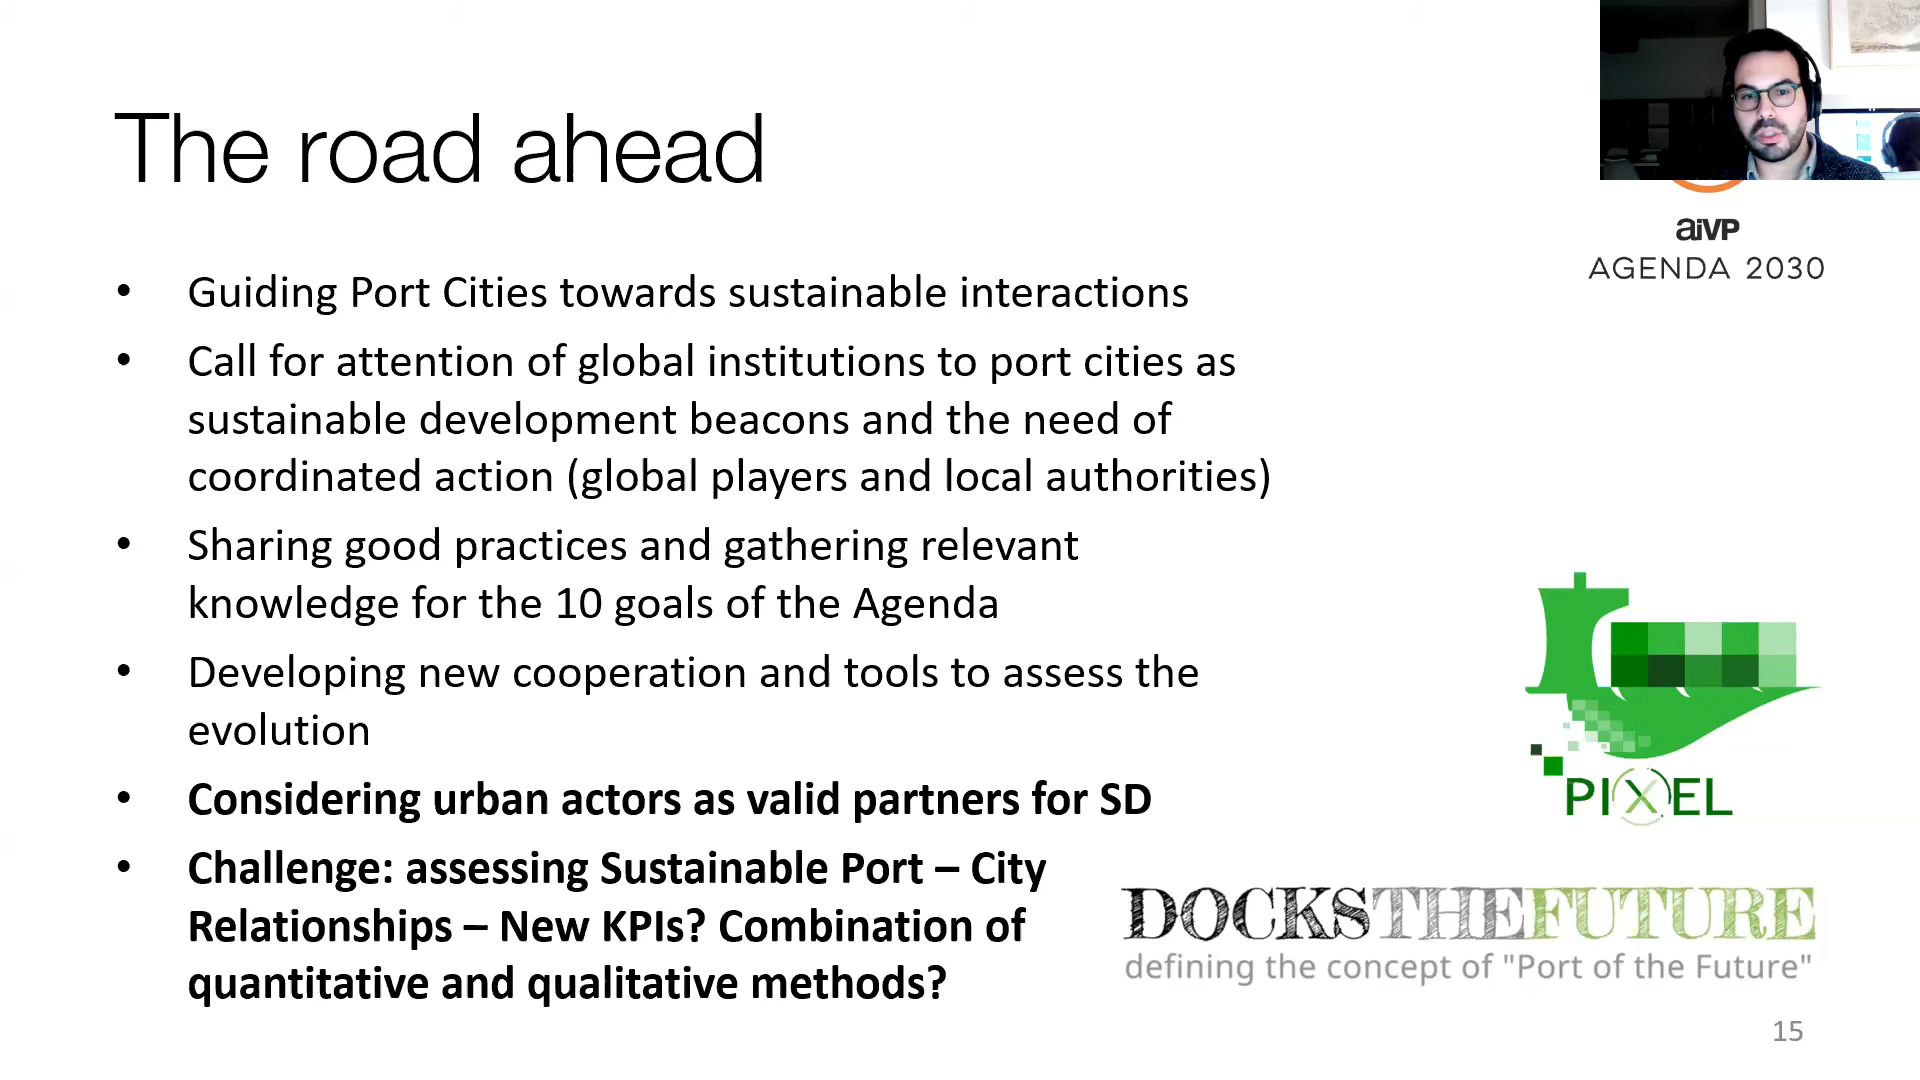 The road ahead
aiVP
AGENDA 2030
• Guiding Port Cities towards sustainable interactions
• Call for attention of global institutions to port cities as
sustainable development beacons and the need of
coordinated action (global players and local authorities)
• Sharing good practices and gathering relevant
knowledge for the 10 goals of the Agenda
• Developing new cooperation and tools to assess the
evolution
• Considering urban actors as valid partners for SD
• Challenge: assessing Sustainable Port – City
Relationships – New KPIs? Combination of
quantitative and qualitative methods?
PIXEL
DOCKSTHEFUTURE
defining the concept of "Port of the Future"
15